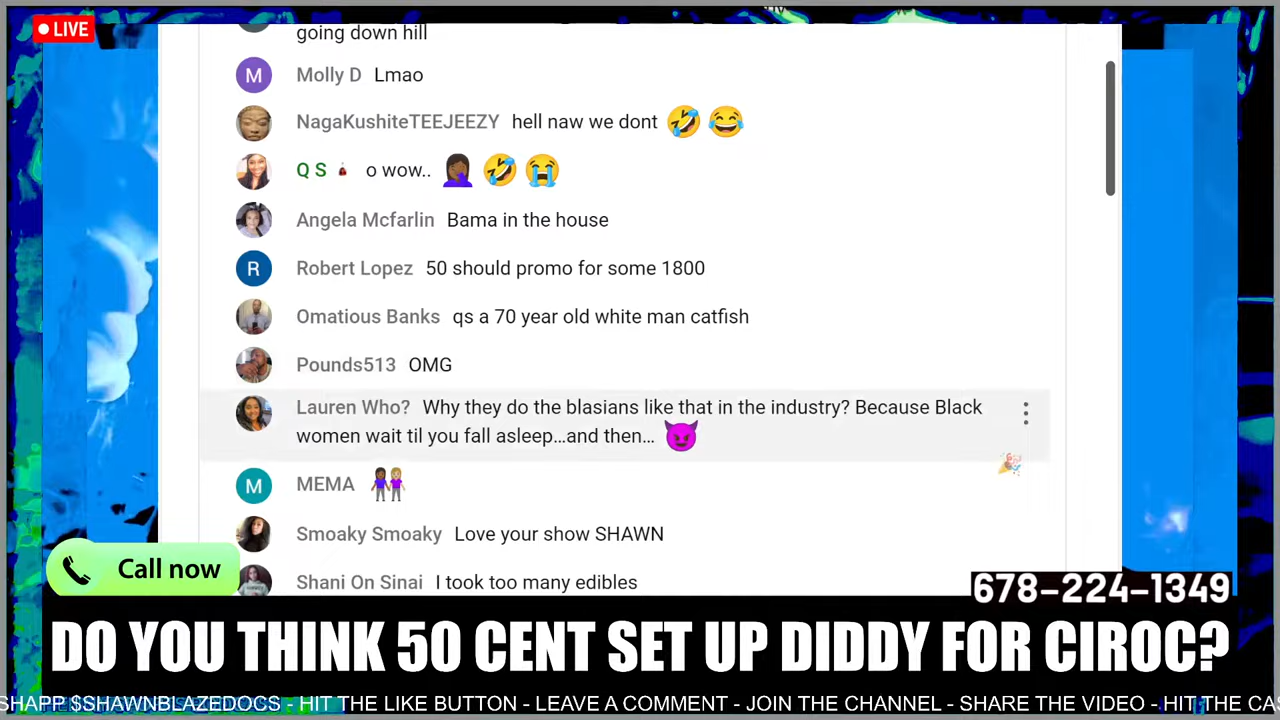 LIVE
going down hill
M Molly D Lmao
NagaKushiteTEEJEEZY hell naw we dont 🤣 😂
Q S o wow.. 🤦🏾‍♀️ 🤣 😭
Angela Mcfarlin Bama in the house
R Robert Lopez 50 should promo for some 1800
Omatious Banks qs a 70 year old white man catfish
Pounds513 OMG
Lauren Who? Why they do the blasians like that in the industry? Because Black
women wait til you fall asleep…and then… 😈
M MEMA
Smoaky Smoaky Love your show SHAWN
Shani On Sinai I took too many edibles
Call now
678-224-1349
DO YOU THINK 50 CENT SET UP DIDDY FOR CIROC?
SHAPP $SHAWNBLAZEDOCS - HIT THE LIKE BUTTON - LEAVE A COMMENT - JOIN THE CHANNEL - SHARE THE VIDEO - HIT THE CAS